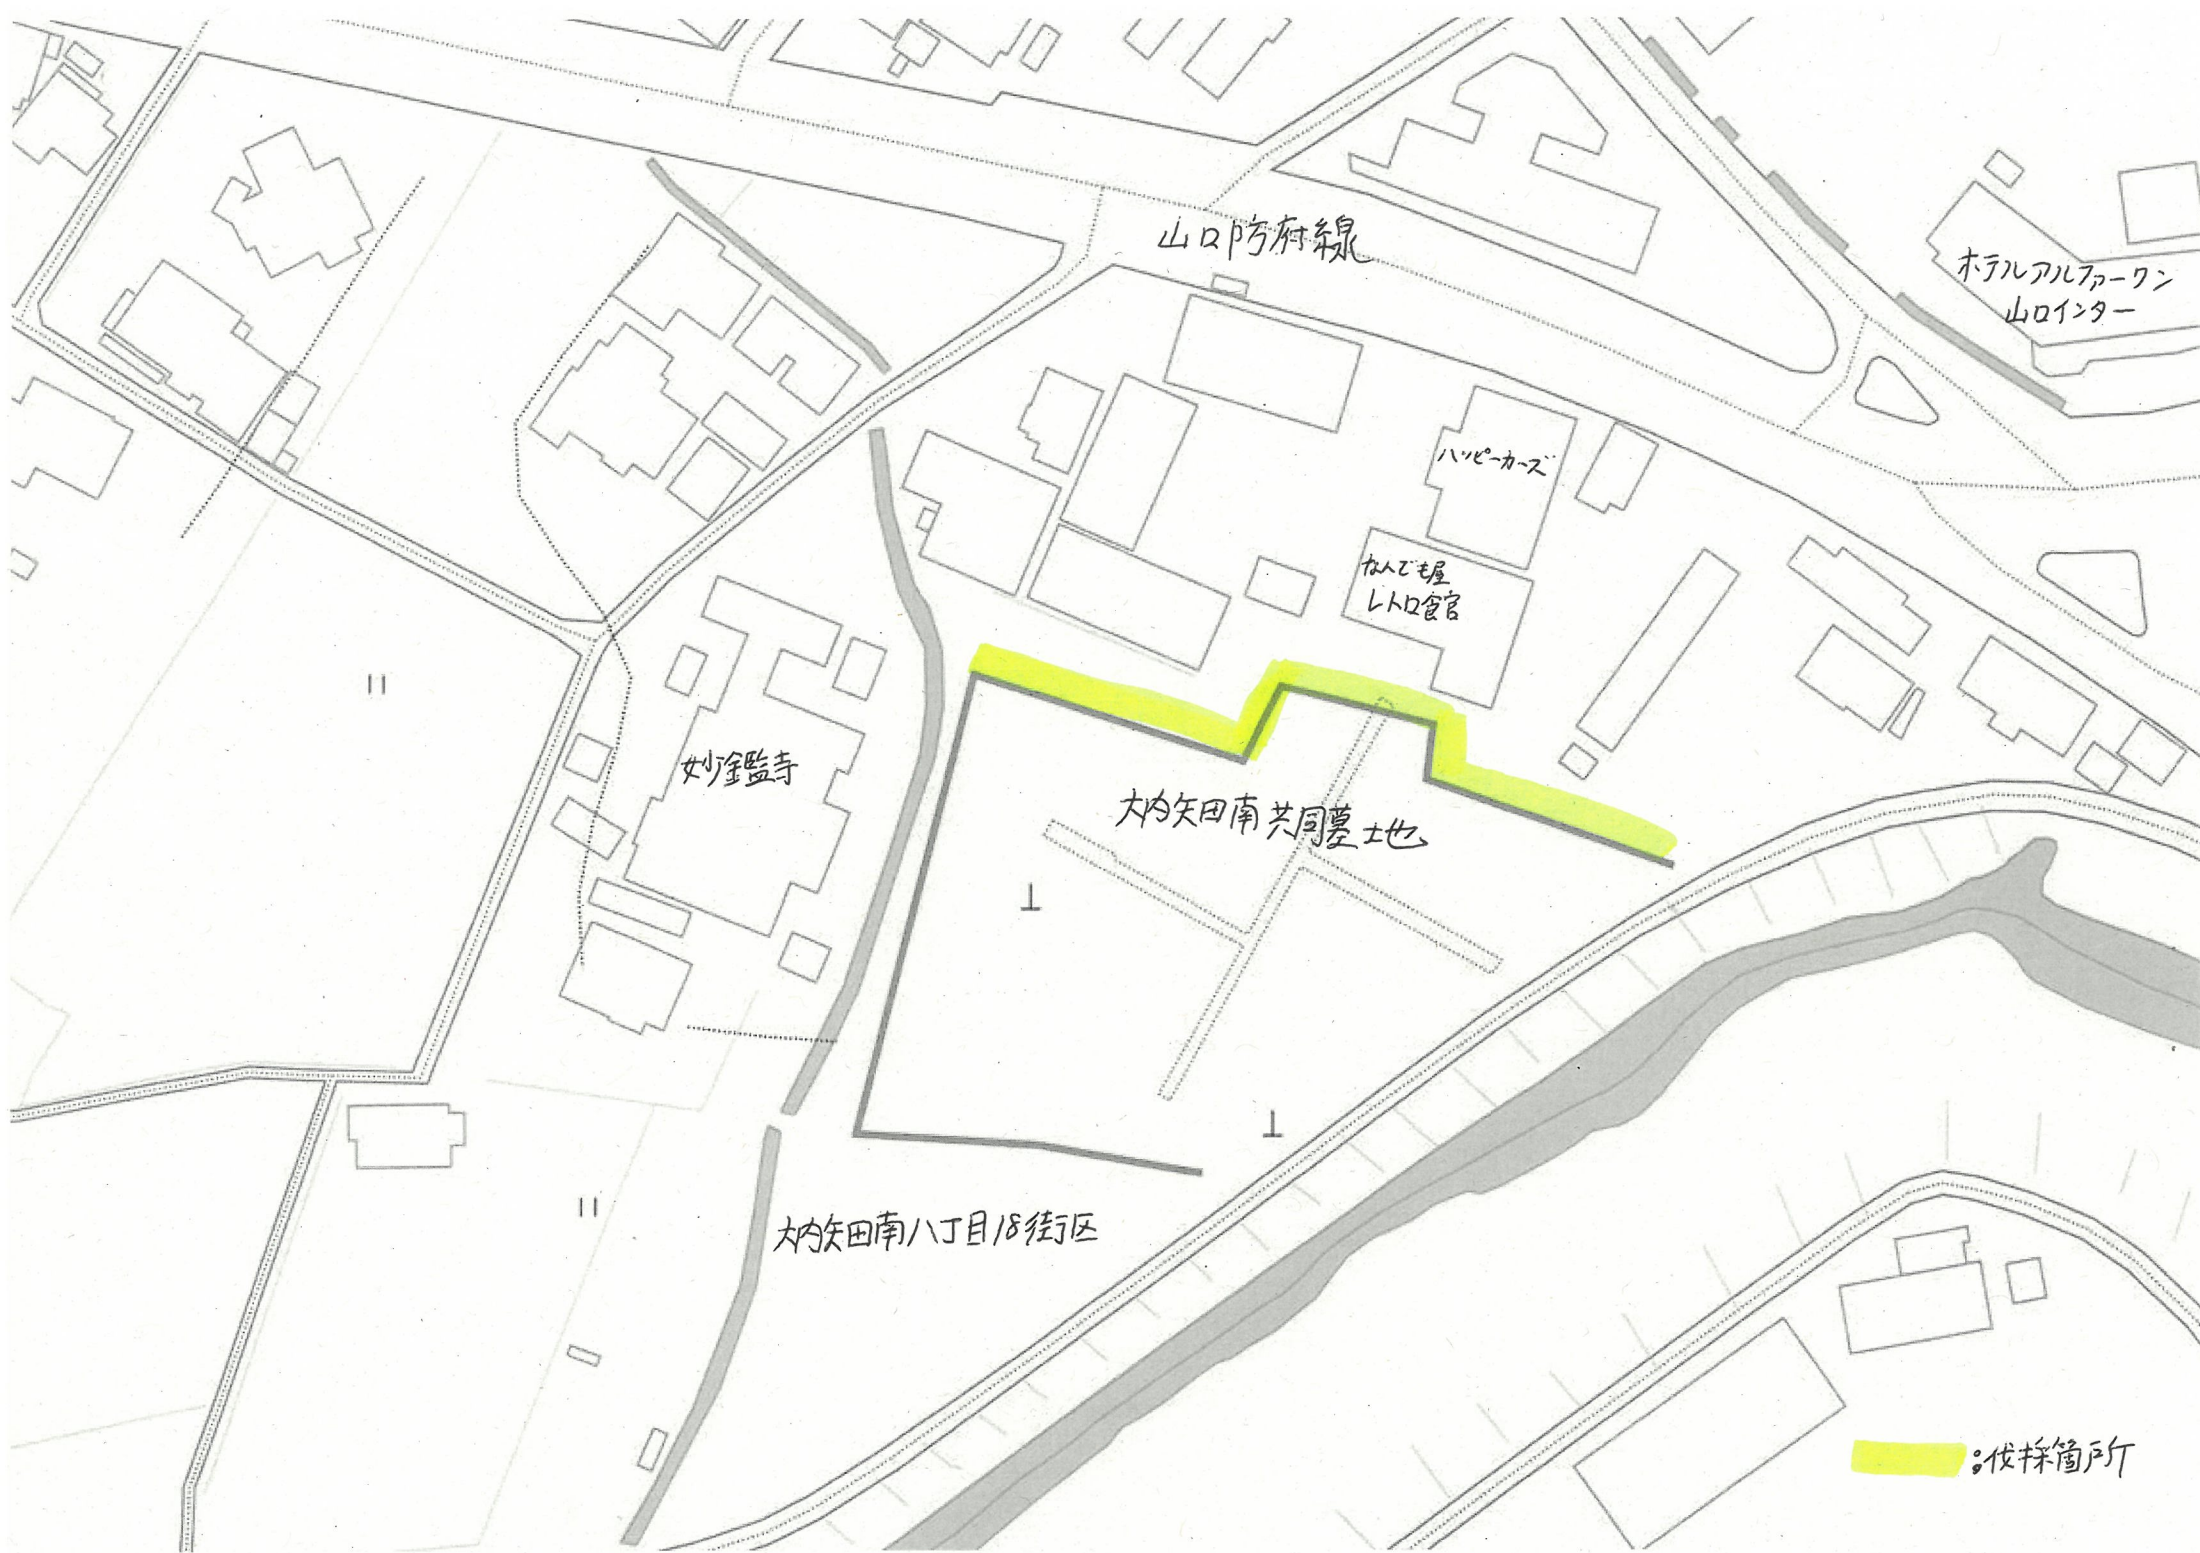 山口防府線
ホテルアルファーワン
山口インター
ハッピーカーズ
なんでも屋
レトロ食官
妙鑑寺
大内矢田南共同墓地
大内矢田南八丁目18街区
:伐採箇所